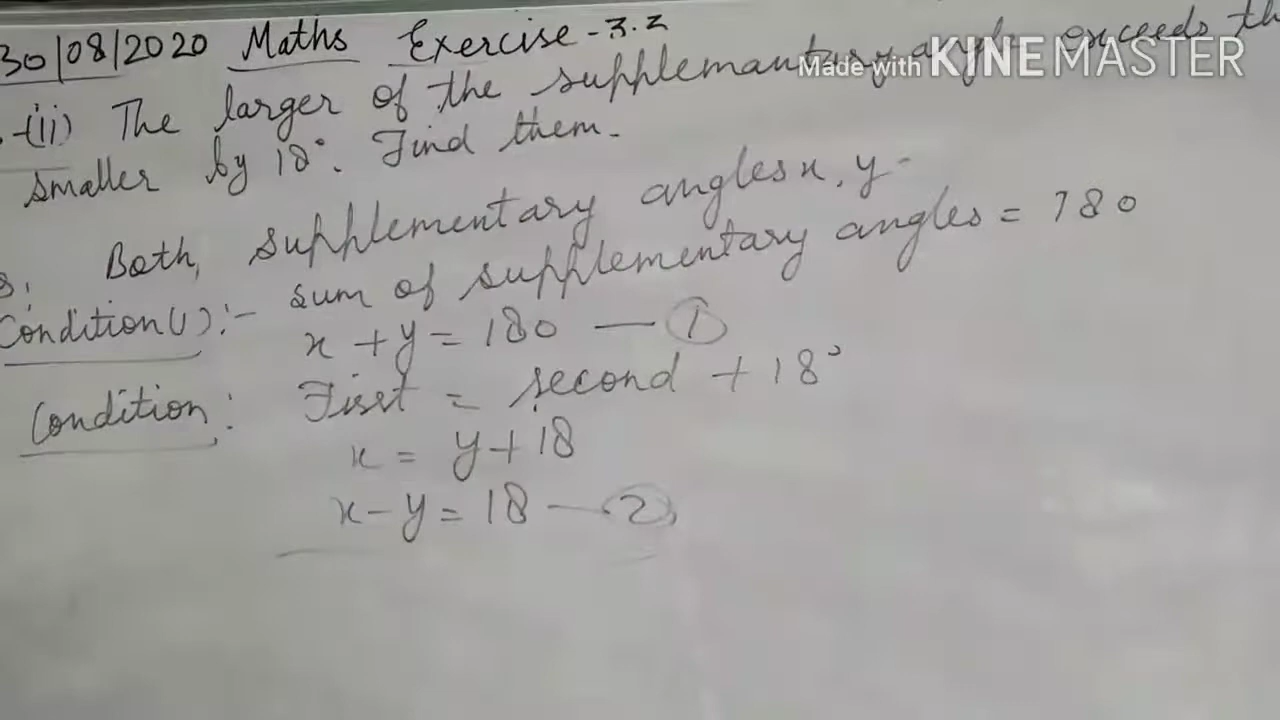 30/08/2020 Maths Exercise-3.2
Made with KINEMASTER
-(ii) The larger of the supplemantary angle exceeds th
smaller by 18°. Find them.
Both, supplementary angles x, y-
Condition(1):- sum of supplementary angles = 180
x + y = 180 — ①
Condition: First = second + 18°
x = y + 18
x - y = 18 — ②